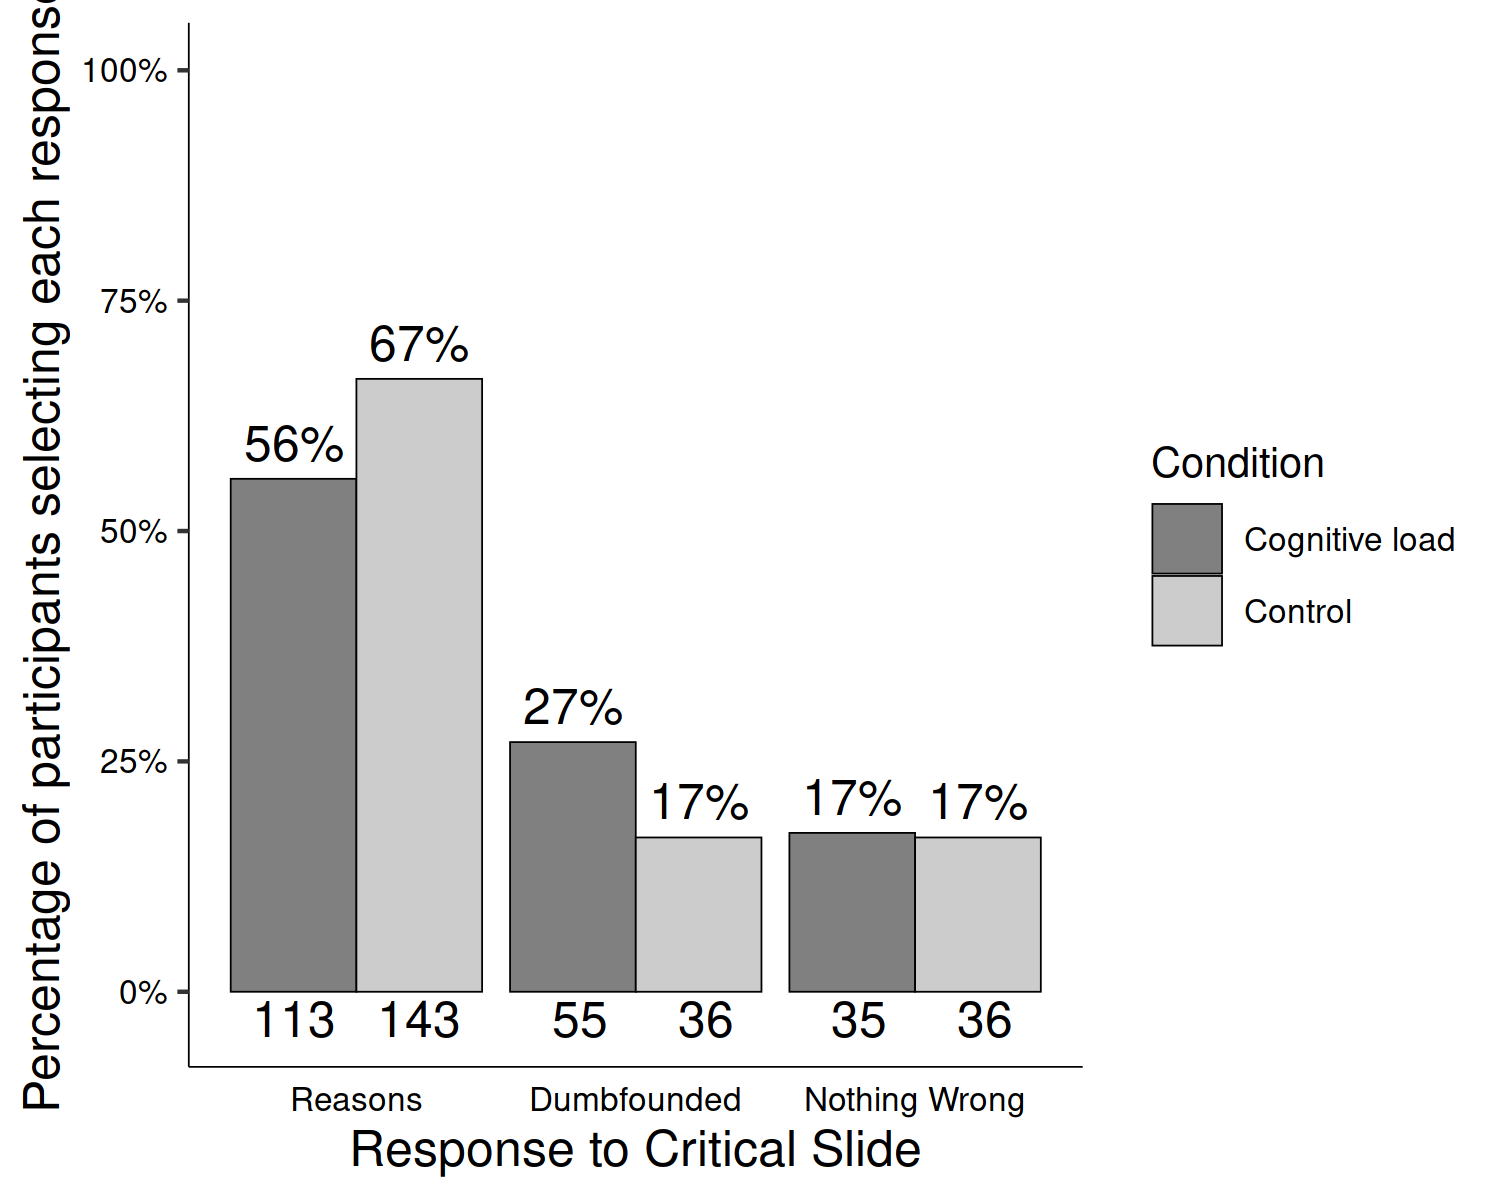 Percentage of participants selecting each response
100%
75%
50%
25%
0%
56%
67%
27%
17%
17%
17%
113
143
55
36
35
36
Reasons
Dumbfounded
Nothing Wrong
Response to Critical Slide
Condition
Cognitive load
Control